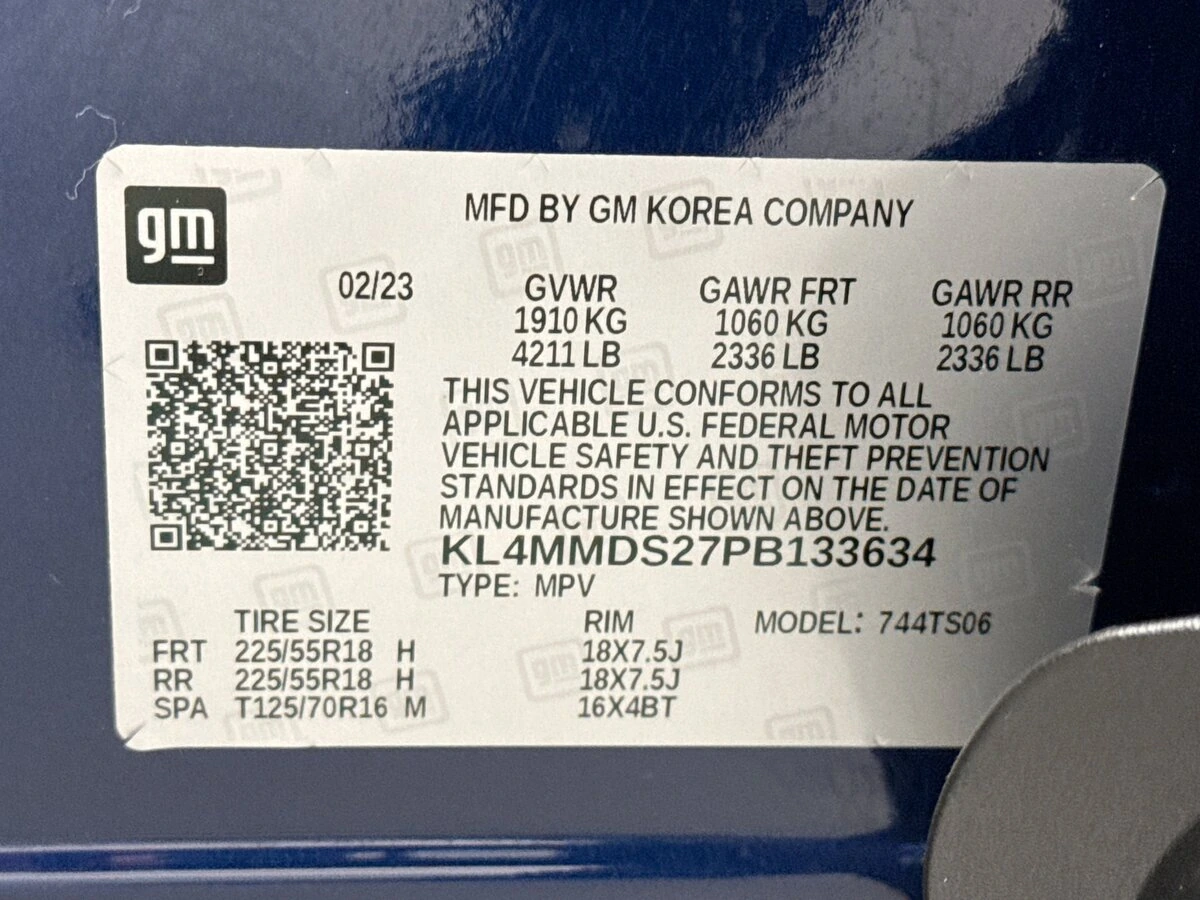 gm
MFD BY GM KOREA COMPANY
02/23 GVWR GAWR FRT GAWR RR
1910 KG 1060 KG 1060 KG
4211 LB 2336 LB 2336 LB
THIS VEHICLE CONFORMS TO ALL
APPLICABLE U.S. FEDERAL MOTOR
VEHICLE SAFETY AND THEFT PREVENTION
STANDARDS IN EFFECT ON THE DATE OF
MANUFACTURE SHOWN ABOVE.
KL4MMDS27PB133634
TYPE: MPV
TIRE SIZE RIM MODEL: 744TS06
FRT 225/55R18 H 18X7.5J
RR 225/55R18 H 18X7.5J
SPA T125/70R16 M 16X4BT